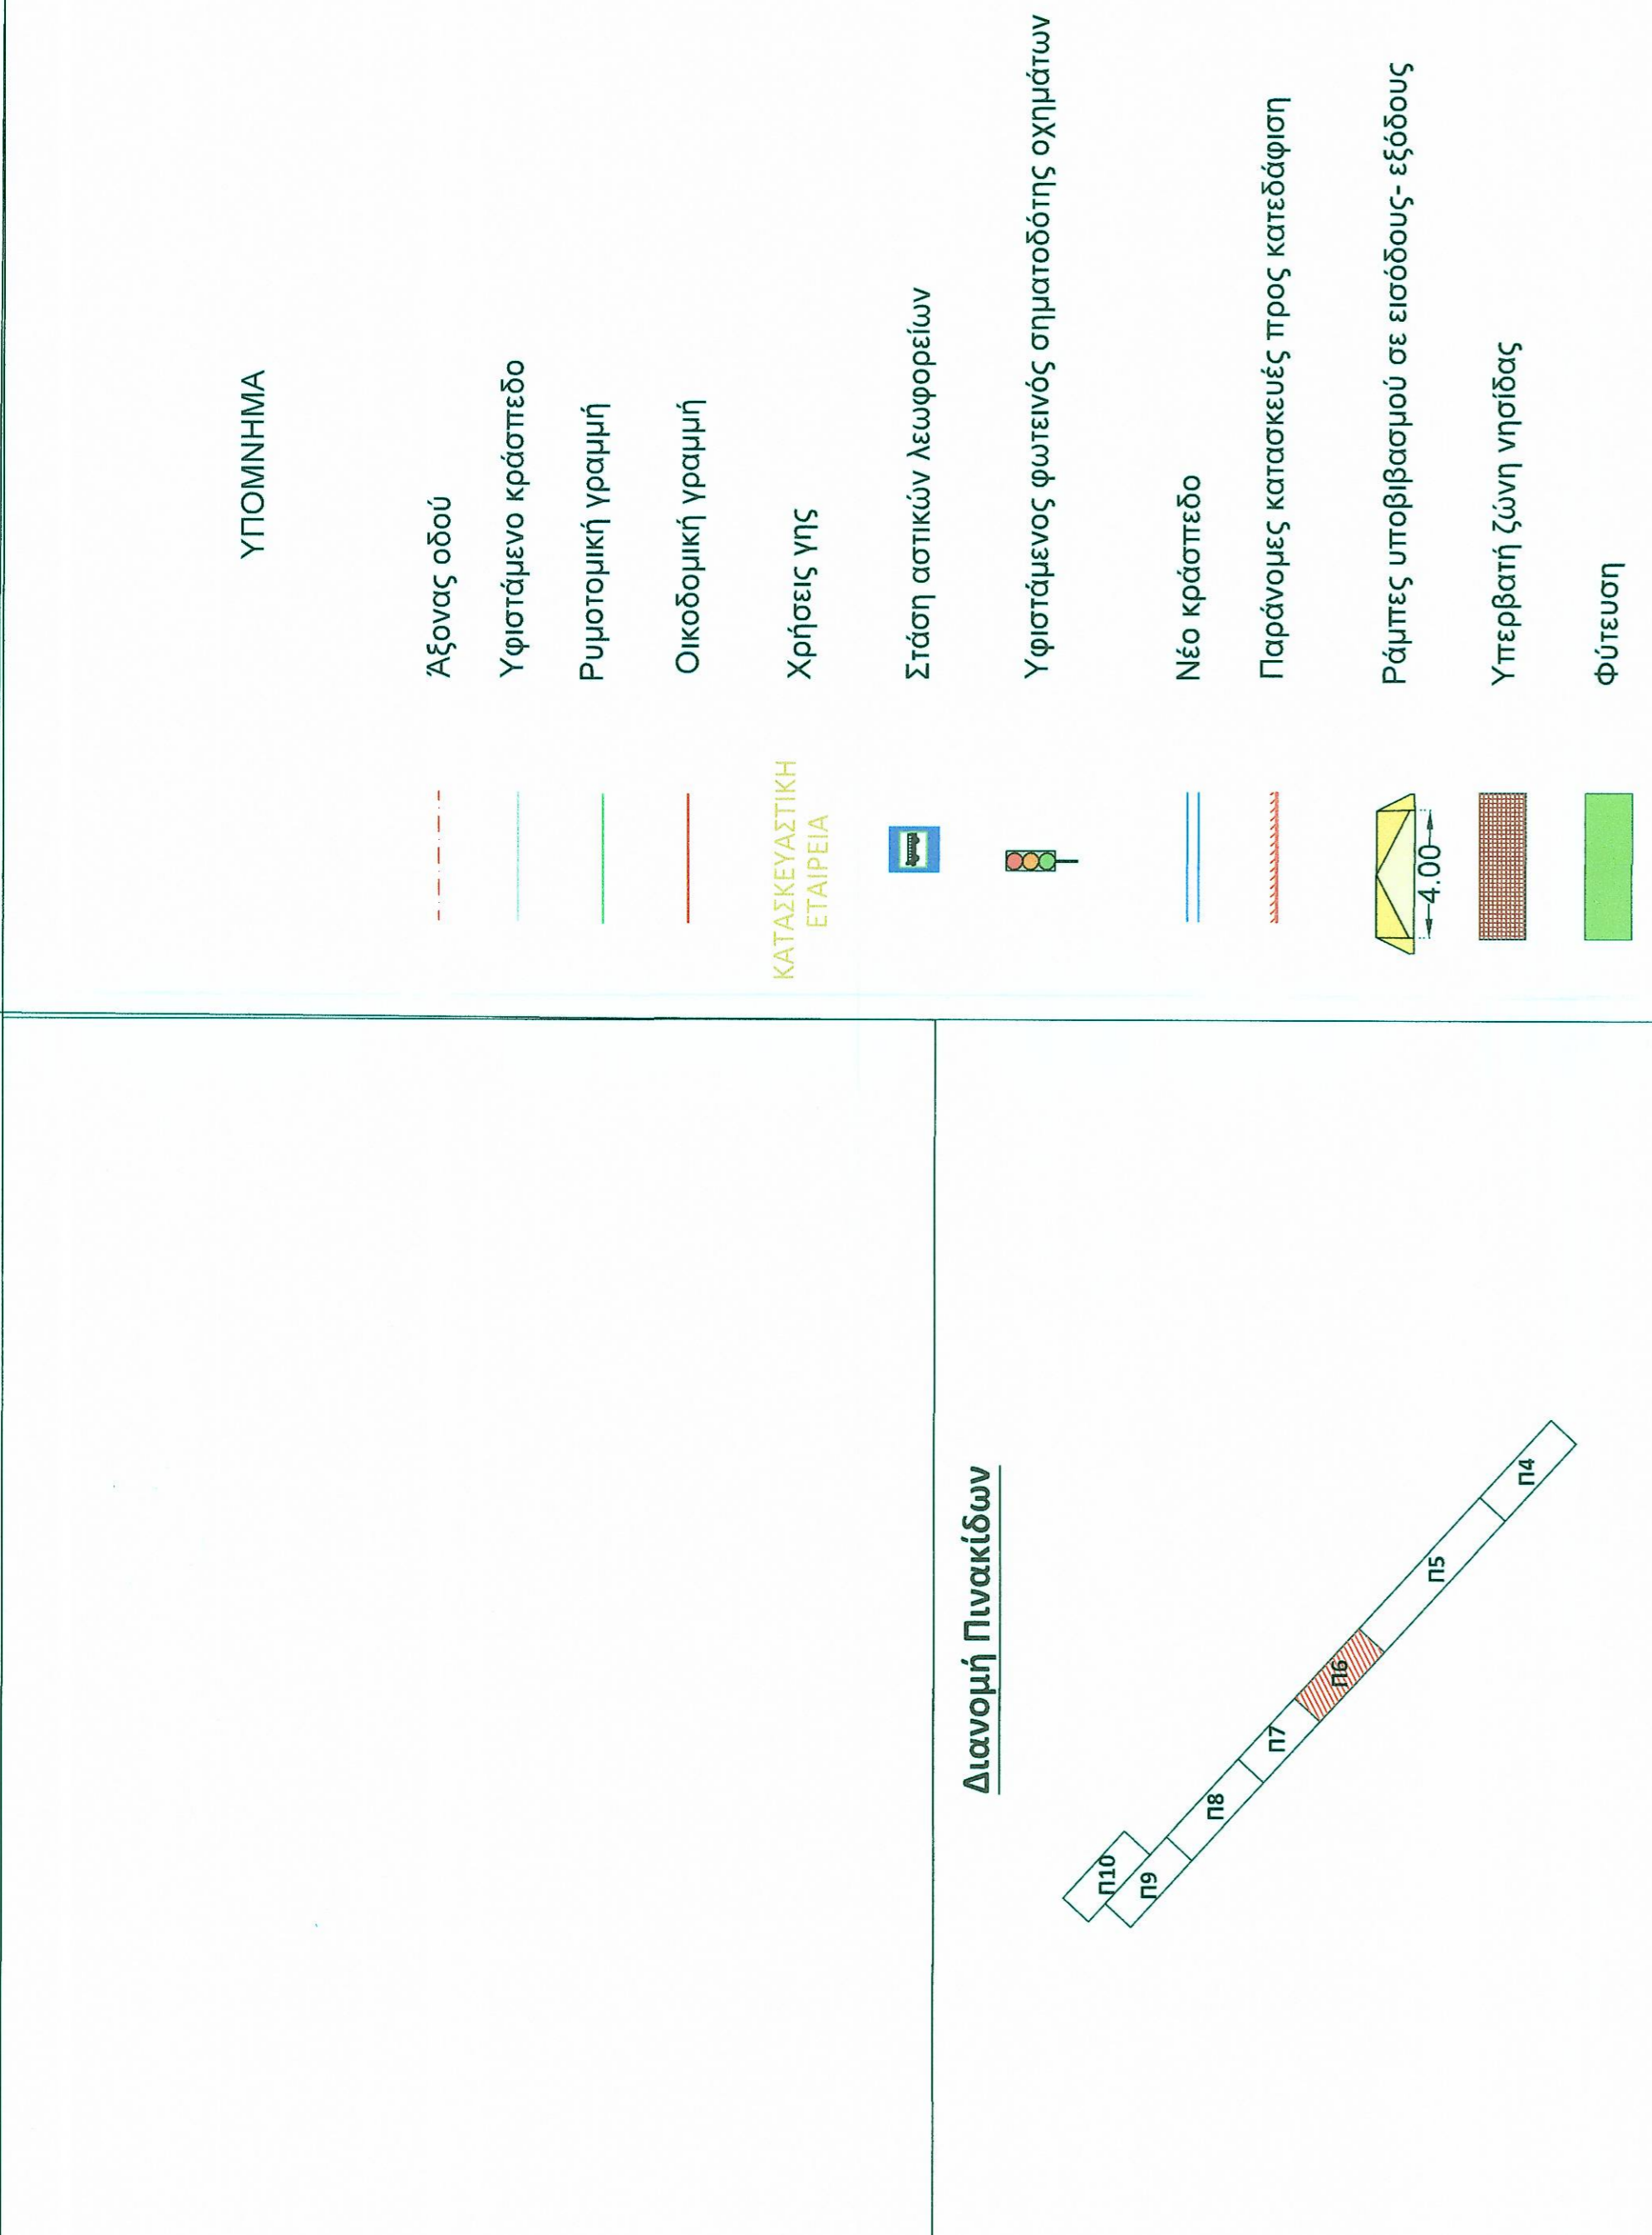 ΥΠΟΜΝΗΜΑ
Άξονας οδού
Υφιστάμενο κράσπεδο
Ρυμοτομική γραμμή
Οικοδομική γραμμή
ΚΑΤΑΣΚΕΥΑΣΤΙΚΗ
ΕΤΑΙΡΕΙΑ
Χρήσεις γης
Στάση αστικών λεωφορείων
Υφιστάμενος φωτεινός σηματοδότης οχημάτων
Νέο κράσπεδο
Παράνομες κατασκευές προς κατεδάφιση
4.00
Ράμπες υποβιβασμού σε εισόδους- εξόδους
Υπερβατή ζώνη νησίδας
Φύτευση
Διανομή Πινακίδων
Π10
Π9
Π8
Π7
Π6
Π5
Π4